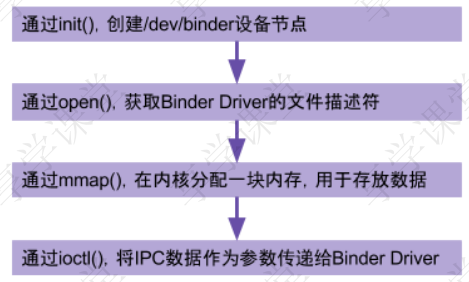 通过init(), 创建/dev/binder设备节点
通过open(), 获取Binder Driver的文件描述符
通过mmap(), 在内核分配一块内存, 用于存放数据
通过ioctl(), 将IPC数据作为参数传递给Binder Driver